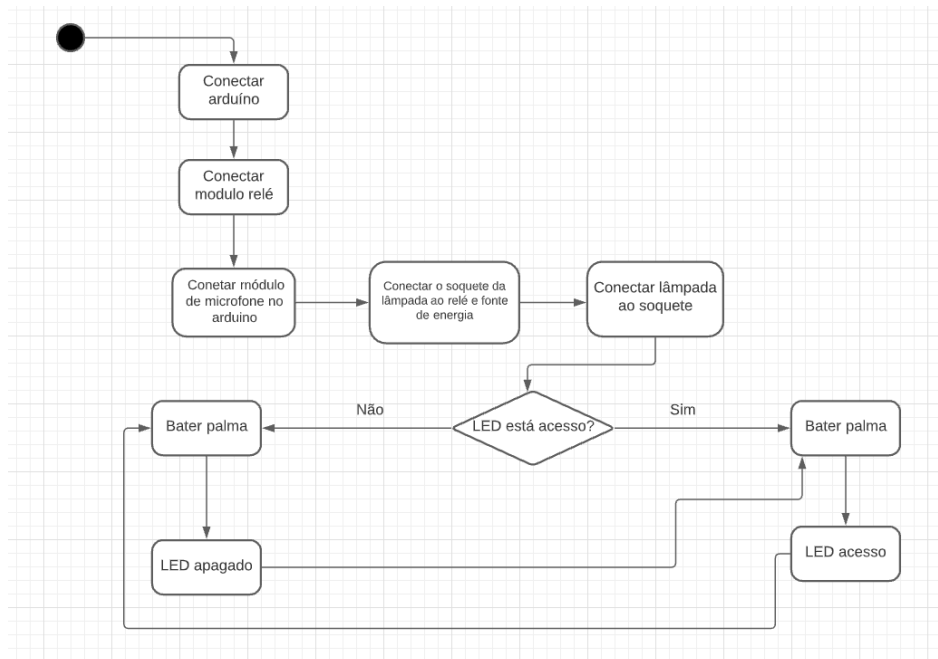 Conectar
arduíno
Conectar
modulo relé
Conetar módulo
de microfone no
arduino
Conectar o soquete da
lâmpada ao relé e fonte
de energia
Conectar lâmpada
ao soquete
LED está acesso?
Não
Sim
Bater palma
Bater palma
LED apagado
LED acesso